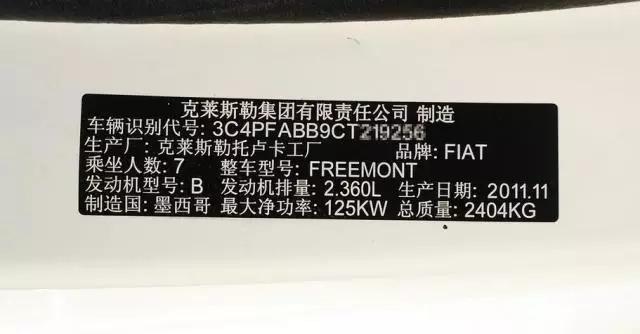 克莱斯勒集团有限责任公司 制造
车辆识别代号: 3C4PFABB9CT219256
生产厂: 克莱斯勒托卢卡工厂 品牌: FIAT
乘坐人数: 7 整车型号: FREEMONT
发动机型号: B 发动机排量: 2.360L 生产日期: 2011.11
制造国: 墨西哥 最大净功率: 125KW 总质量: 2404KG